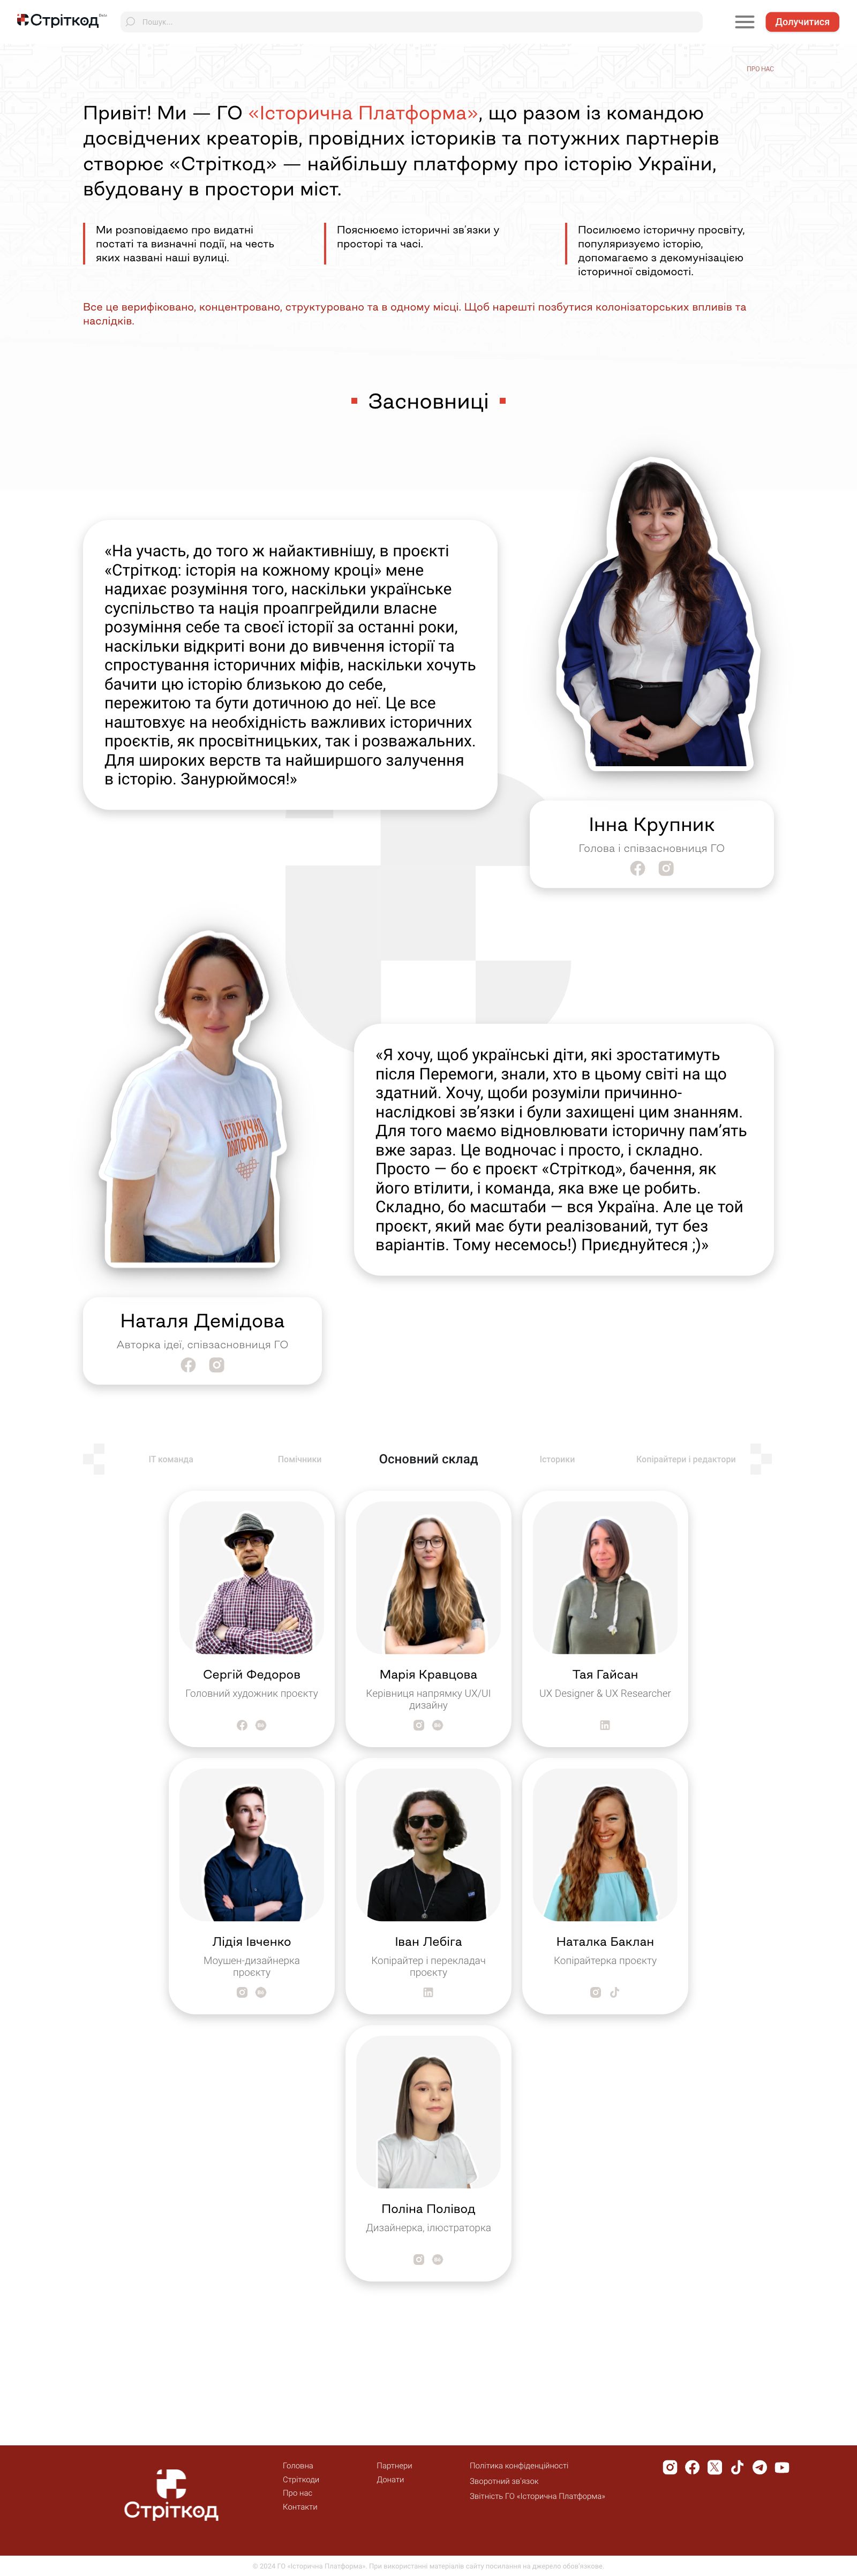 Стріткод Beta
Пошук...
Долучитися
ПРО НАС
Привіт! Ми — ГО «Історична Платформа», що разом із командою
досвідчених креаторів, провідних істориків та потужних партнерів
створює «Стріткод» — найбільшу платформу про історію України,
вбудовану в простори міст.
Ми розповідаємо про видатні
постаті та визначні події, на честь
яких названі наші вулиці.
Пояснюємо історичні зв'язки у
просторі та часі.
Посилюємо історичну просвіту,
популяризуємо історію,
допомагаємо з декомунізацією
історичної свідомості.
Все це верифіковано, концентровано, структуровано та в одному місці. Щоб нарешті позбутися колонізаторських впливів та
наслідків.
Засновниці
«На участь, до того ж найактивнішу, в проєкті
«Стріткод: історія на кожному кроці» мене
надихає розуміння того, наскільки українське
суспільство та нація проапгрейдили власне
розуміння себе та своєї історії за останні роки,
наскільки відкриті вони до вивчення історії та
спростування історичних міфів, наскільки хочуть
бачити цю історію близькою до себе,
пережитою та бути дотичною до неї. Це все
наштовхує на необхідність важливих історичних
проєктів, як просвітницьких, так і розважальних.
Для широких верств та найширшого залучення
в історію. Занурюймося!»
Інна Крупник
Голова і співзасновниця ГО
ІСТОРИЧНА
ПЛАТФОРМА
«Я хочу, щоб українські діти, які зростатимуть
після Перемоги, знали, хто в цьому світі на що
здатний. Хочу, щоби розуміли причинно-
наслідкові зв’язки і були захищені цим знанням.
Для того маємо відновлювати історичну пам’ять
вже зараз. Це водночас і просто, і складно.
Просто — бо є проєкт «Стріткод», бачення, як
його втілити, і команда, яка вже це робить.
Складно, бо масштаби — вся Україна. Але це той
проєкт, який має бути реалізований, тут без
варіантів. Тому несемось!) Приєднуйтеся ;)»
Наталя Демідова
Авторка ідеї, співзасновниця ГО
ІТ команда
Помічники
Основний склад
Історики
Копірайтери і редактори
Сергій Федоров
Головний художник проєкту
Марія Кравцова
Керівниця напрямку UX/UI
дизайну
Тая Гайсан
UX Designer & UX Researcher
Лідія Івченко
Моушен-дизайнерка
проєкту
Іван Лебіга
Копірайтер і перекладач
проєкту
Наталка Баклан
Копірайтерка проєкту
Поліна Полівод
Дизайнерка, ілюстраторка
Стріткод
Головна
Стріткоди
Про нас
Контакти
Партнери
Донати
Політика конфіденційності
Зворотний зв'язок
Звітність ГО «Історична Платформа»
© 2024 ГО «Історична Платформа». При використанні матеріалів сайту посилання на джерело обов'язкове.